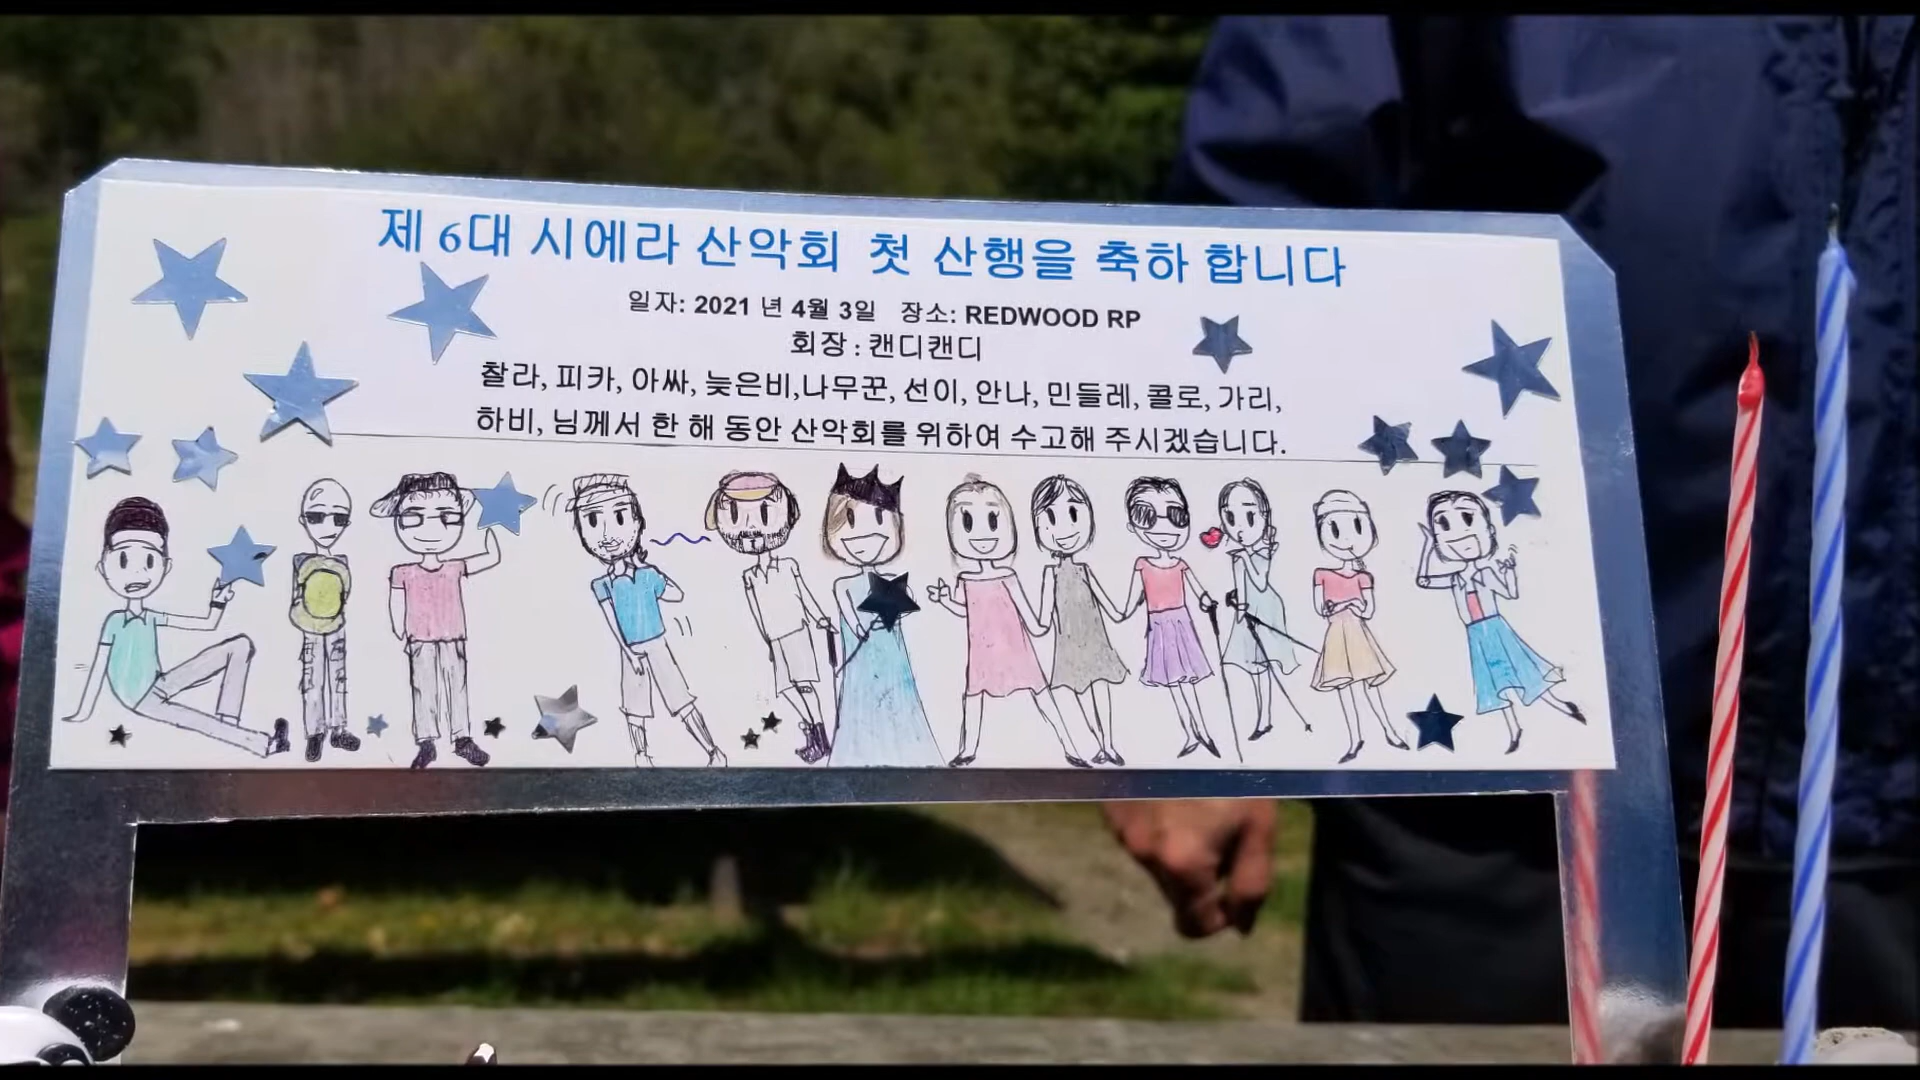 제 6대 시에라 산악회 첫 산행을 축하 합니다
일자: 2021 년 4월 3일 장소: REDWOOD RP
회장 : 캔디캔디
찰라, 피카, 아싸, 늦은비,나무꾼, 선이, 안나, 민들레, 콜로, 가리,
하비, 님께서 한 해 동안 산악회를 위하여 수고해 주시겠습니다.